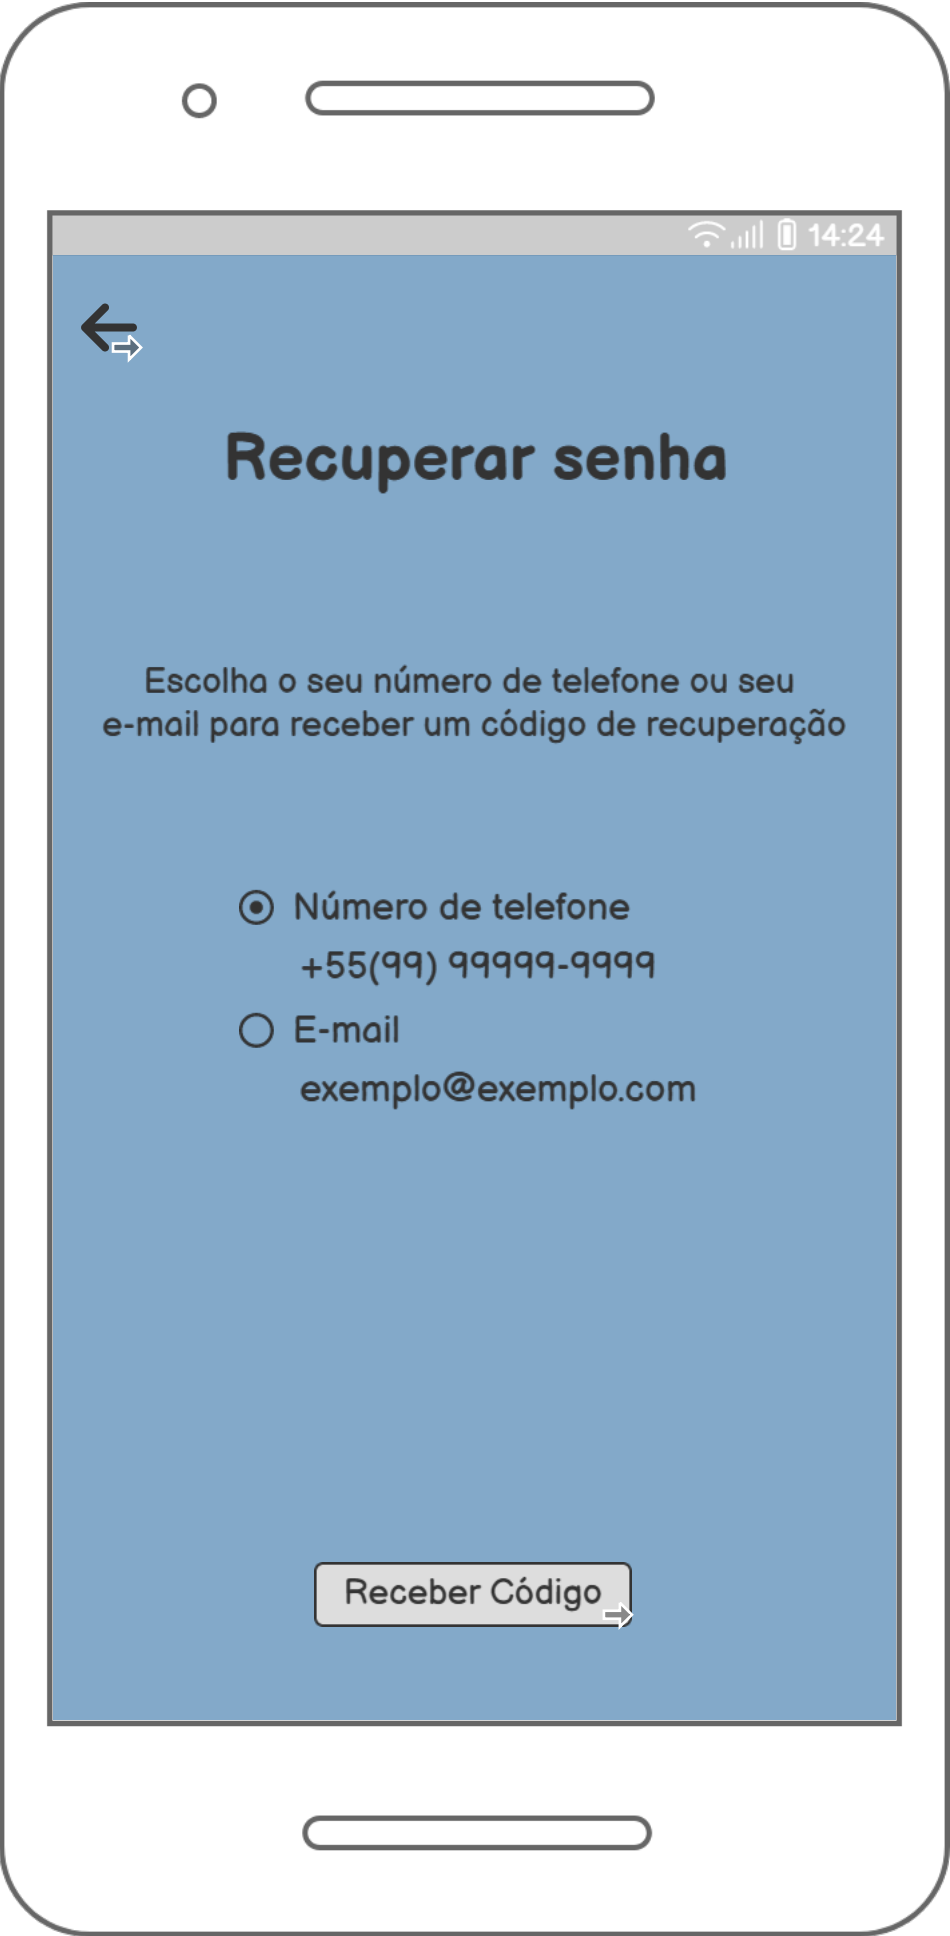 14:24
Recuperar senha
Escolha o seu número de telefone ou seu
e-mail para receber um código de recuperação
Número de telefone
+55(99) 99999-9999
E-mail
exemplo@exemplo.com
Receber Código